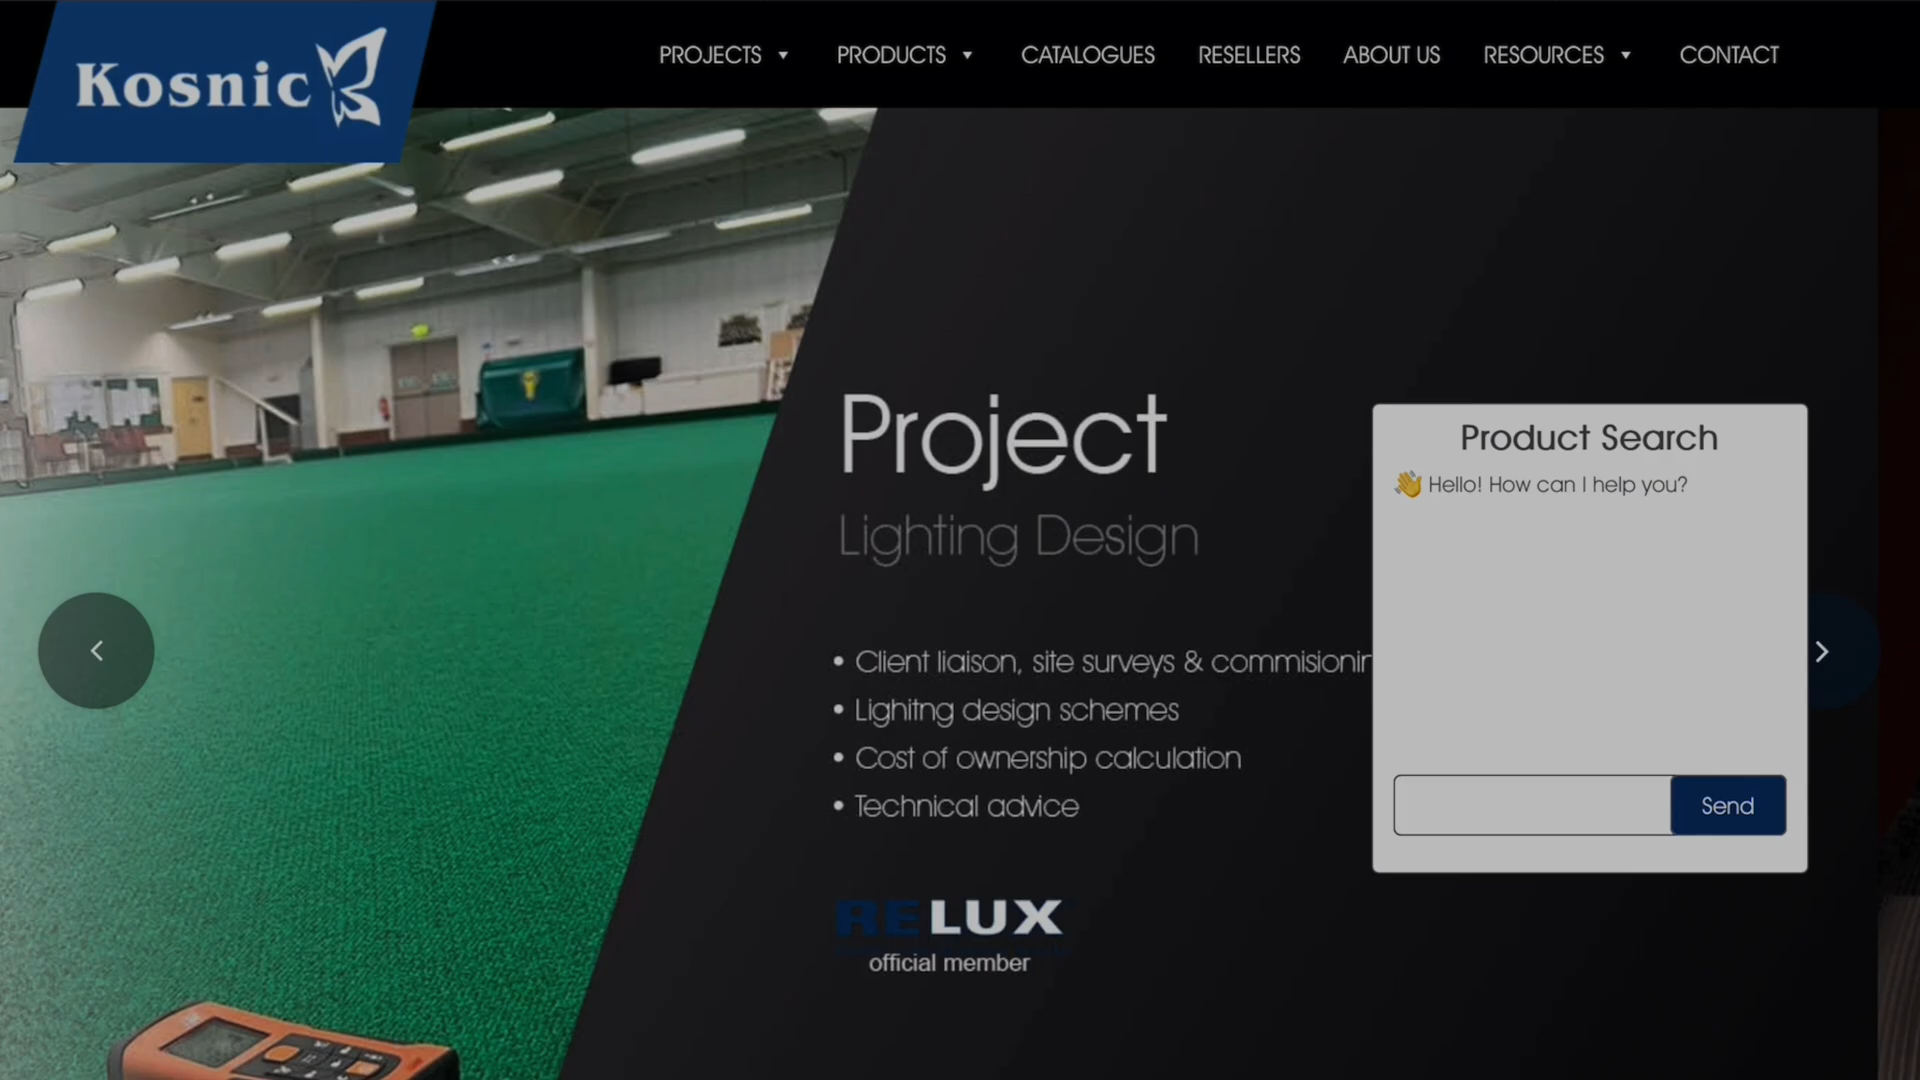 Kosnic
PROJECTS
PRODUCTS
CATALOGUES
RESELLERS
ABOUT US
RESOURCES
CONTACT
Project
Lighting Design
• Client liaison, site surveys & commisionin
• Lighitng design schemes
• Cost of ownership calculation
• Technical advice
RELUX
official member
Product Search
👋 Hello! How can I help you?
Send